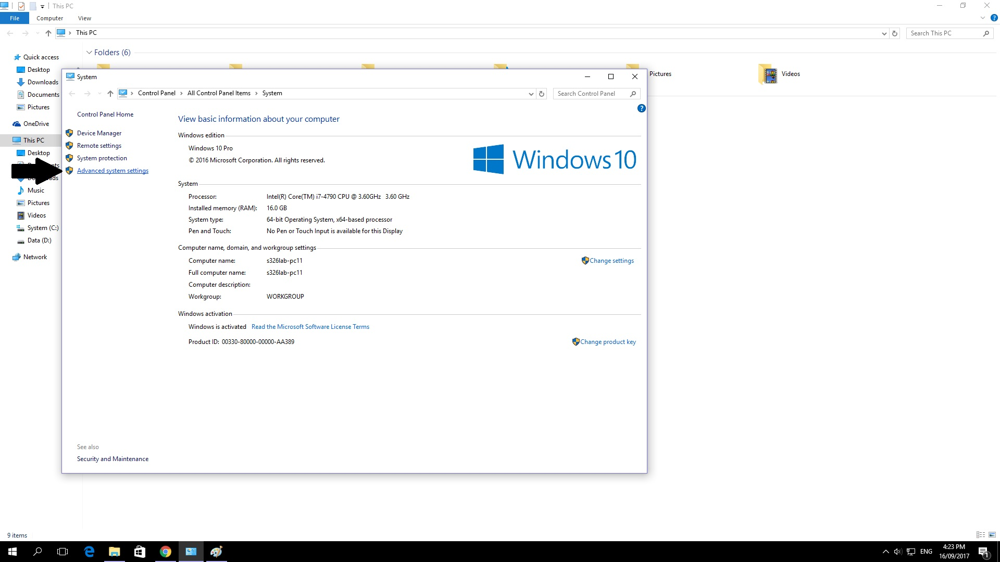 This PC
File Computer View
This PC
Search This PC
Quick access
Desktop
Downloads
Documents
Pictures
OneDrive
This PC
Desktop
Music
Pictures
Videos
System (C:)
Data (D:)
Network
Folders (6)
Pictures
Videos
System
Control Panel All Control Panel Items System
Search Control Panel
Control Panel Home
Device Manager
Remote settings
System protection
Advanced system settings
See also
Security and Maintenance
View basic information about your computer
Windows edition
Windows 10 Pro
© 2016 Microsoft Corporation. All rights reserved.
Windows 10
System
Processor: Intel(R) Core(TM) i7-4790 CPU @ 3.60GHz 3.60 GHz
Installed memory (RAM): 16.0 GB
System type: 64-bit Operating System, x64-based processor
Pen and Touch: No Pen or Touch Input is available for this Display
Computer name, domain, and workgroup settings
Computer name: s326lab-pc11
Change settings
Full computer name: s326lab-pc11
Computer description:
Workgroup: WORKGROUP
Windows activation
Windows is activated Read the Microsoft Software License Terms
Product ID: 00330-80000-00000-AA389
Change product key
9 items
ENG
4:23 PM
16/09/2017
1